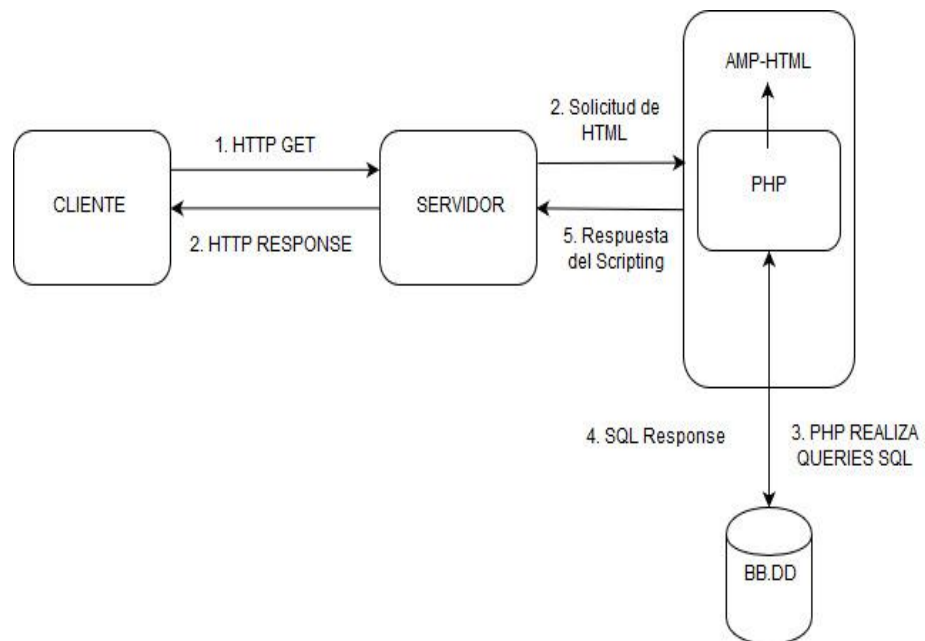 AMP-HTML
2. Solicitud de
HTML
1. HTTP GET
PHP
CLIENTE
SERVIDOR
2. HTTP RESPONSE
5. Respuesta
del Scripting
4. SQL Response
3. PHP REALIZA
QUERIES SQL
BB.DD